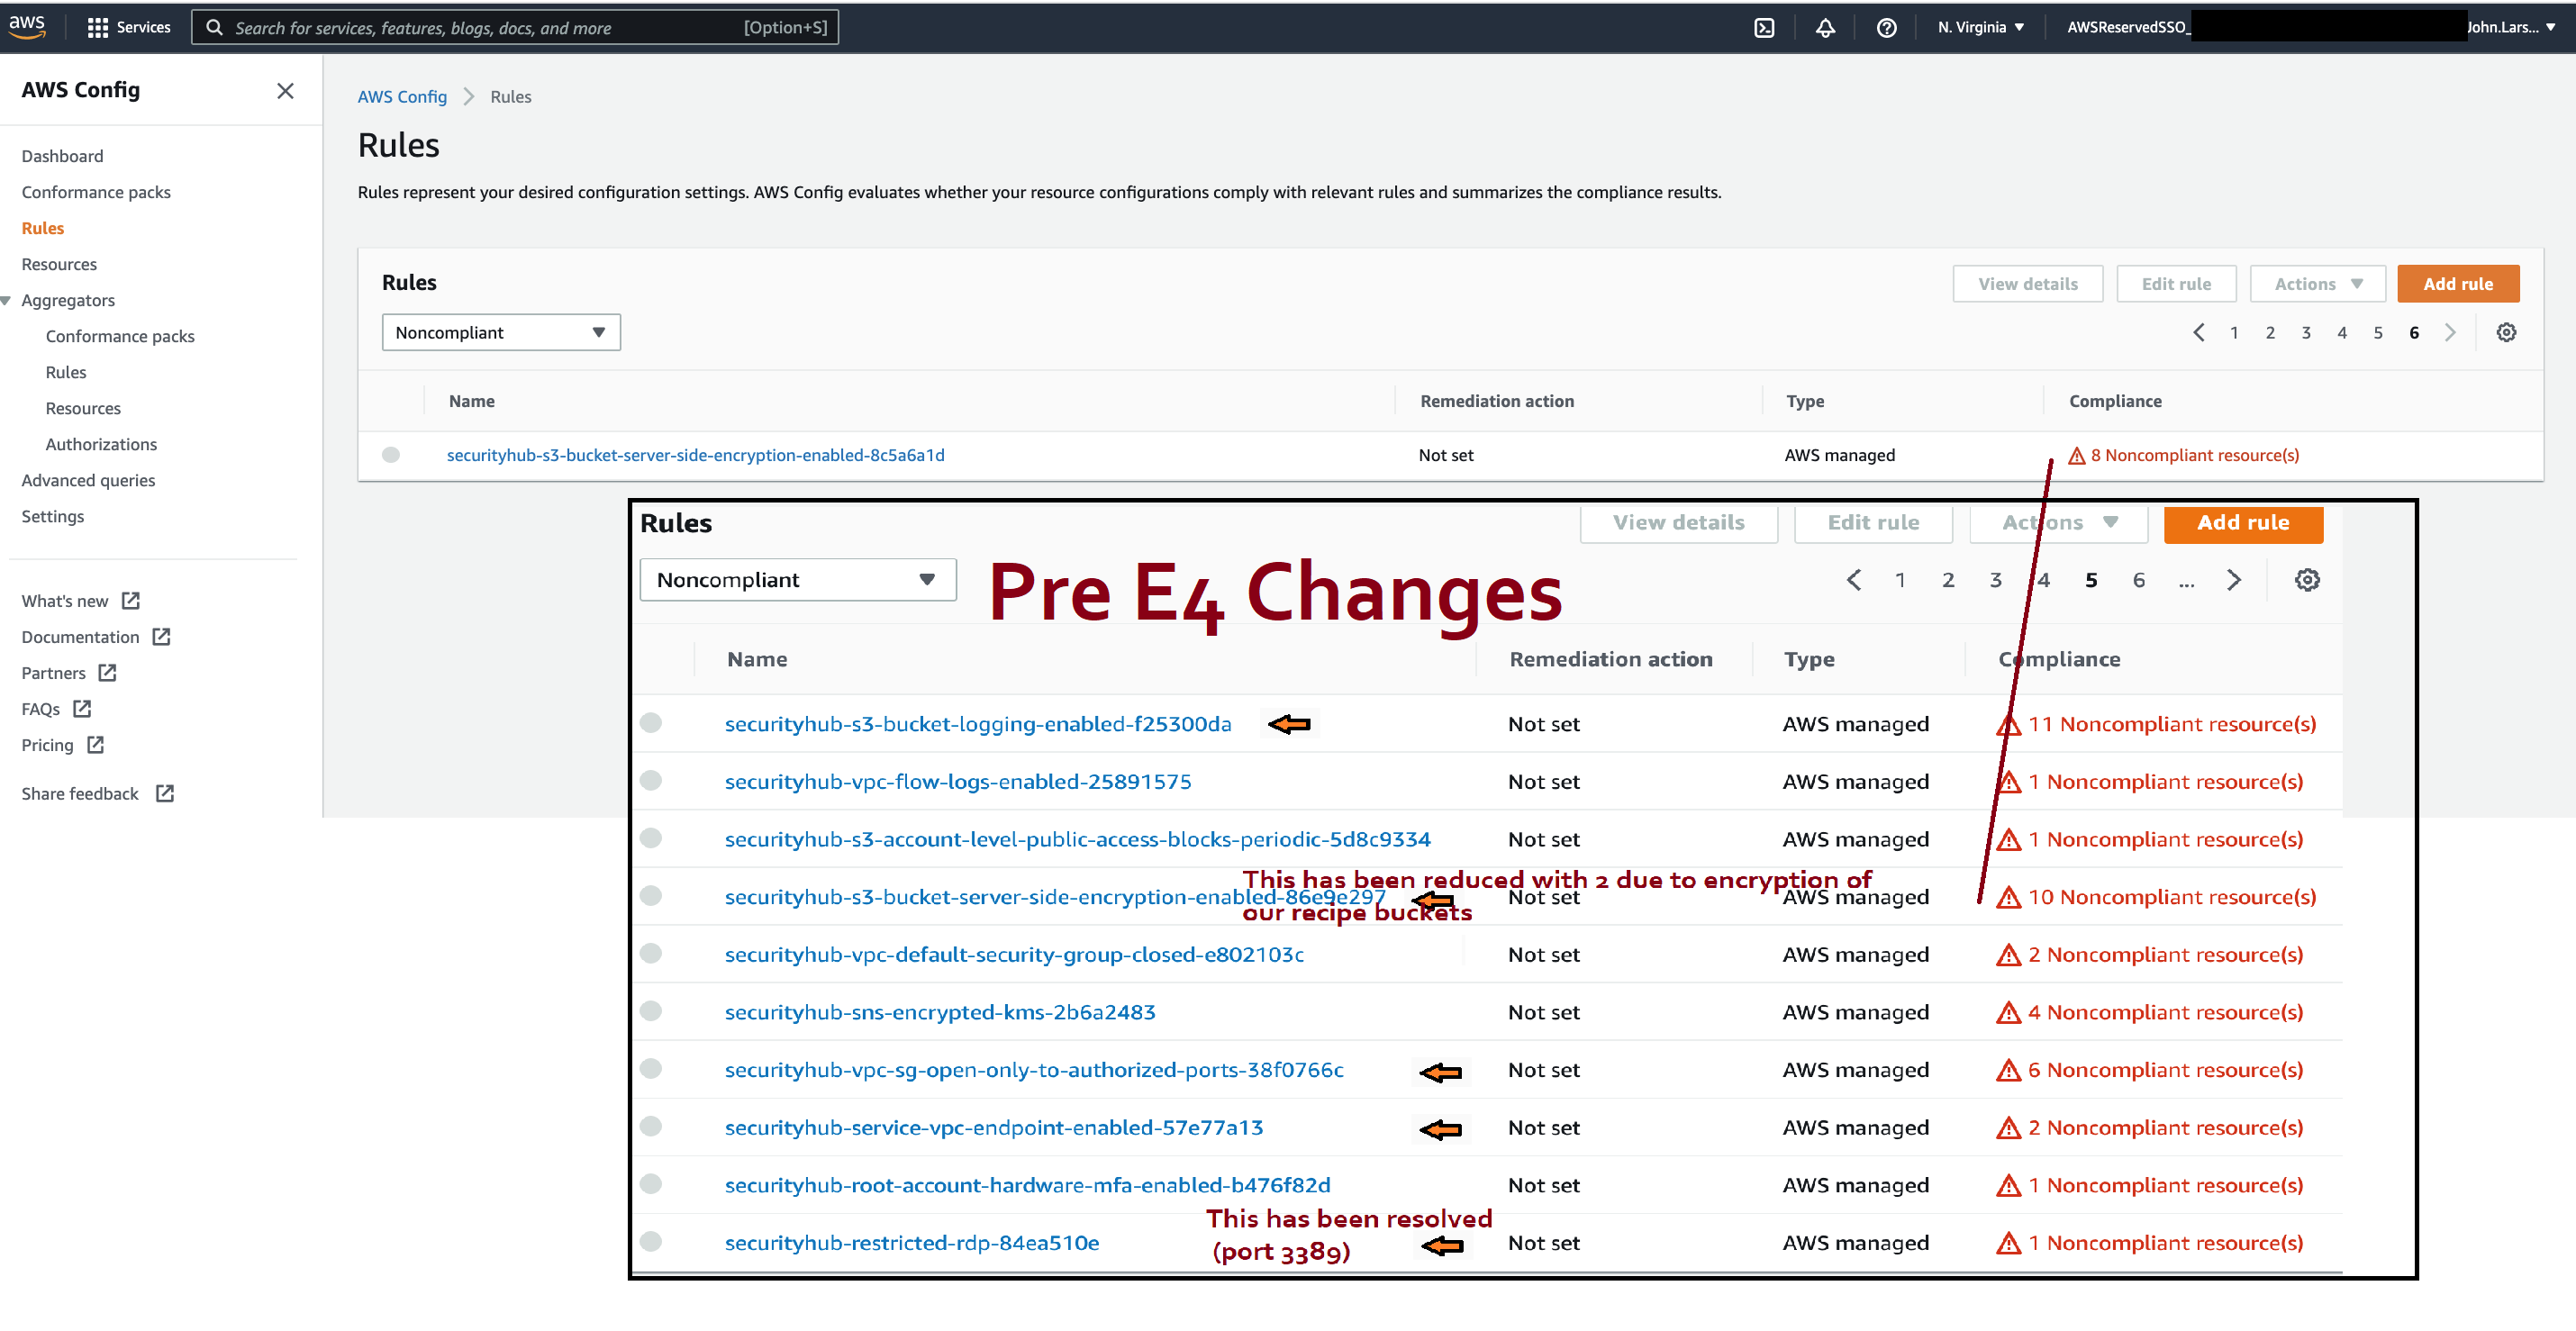 aws
Services
Search for services, features, blogs, docs, and more [Option+S]
N. Virginia
AWSReservedSSO_ John.Lars...
AWS Config
Dashboard
Conformance packs
Rules
Resources
Aggregators
Conformance packs
Rules
Resources
Authorizations
Advanced queries
Settings
What's new
Documentation
Partners
FAQs
Pricing
Share feedback
AWS Config > Rules
Rules
Rules represent your desired configuration settings. AWS Config evaluates whether your resource configurations comply with relevant rules and summarizes the compliance results.
Rules View details Edit rule Actions Add rule
Noncompliant 1 2 3 4 5 6
Name Remediation action Type Compliance
securityhub-s3-bucket-server-side-encryption-enabled-8c5a6a1d Not set AWS managed 8 Noncompliant resource(s)
Rules View details Edit rule Actions Add rule
Noncompliant Pre E4 Changes 1 2 3 4 5 6 ...
Name Remediation action Type Compliance
securityhub-s3-bucket-logging-enabled-f25300da Not set AWS managed 11 Noncompliant resource(s)
securityhub-vpc-flow-logs-enabled-25891575 Not set AWS managed 1 Noncompliant resource(s)
securityhub-s3-account-level-public-access-blocks-periodic-5d8c9334 Not set AWS managed 1 Noncompliant resource(s)
This has been reduced with 2 due to encryption of
securityhub-s3-bucket-server-side-encryption-enabled-86e9e297 Not set AWS managed 10 Noncompliant resource(s)
our recipe buckets
securityhub-vpc-default-security-group-closed-e802103c Not set AWS managed 2 Noncompliant resource(s)
securityhub-sns-encrypted-kms-2b6a2483 Not set AWS managed 4 Noncompliant resource(s)
securityhub-vpc-sg-open-only-to-authorized-ports-38f0766c Not set AWS managed 6 Noncompliant resource(s)
securityhub-service-vpc-endpoint-enabled-57e77a13 Not set AWS managed 2 Noncompliant resource(s)
securityhub-root-account-hardware-mfa-enabled-b476f82d Not set AWS managed 1 Noncompliant resource(s)
This has been resolved
(port 3389)
securityhub-restricted-rdp-84ea510e Not set AWS managed 1 Noncompliant resource(s)